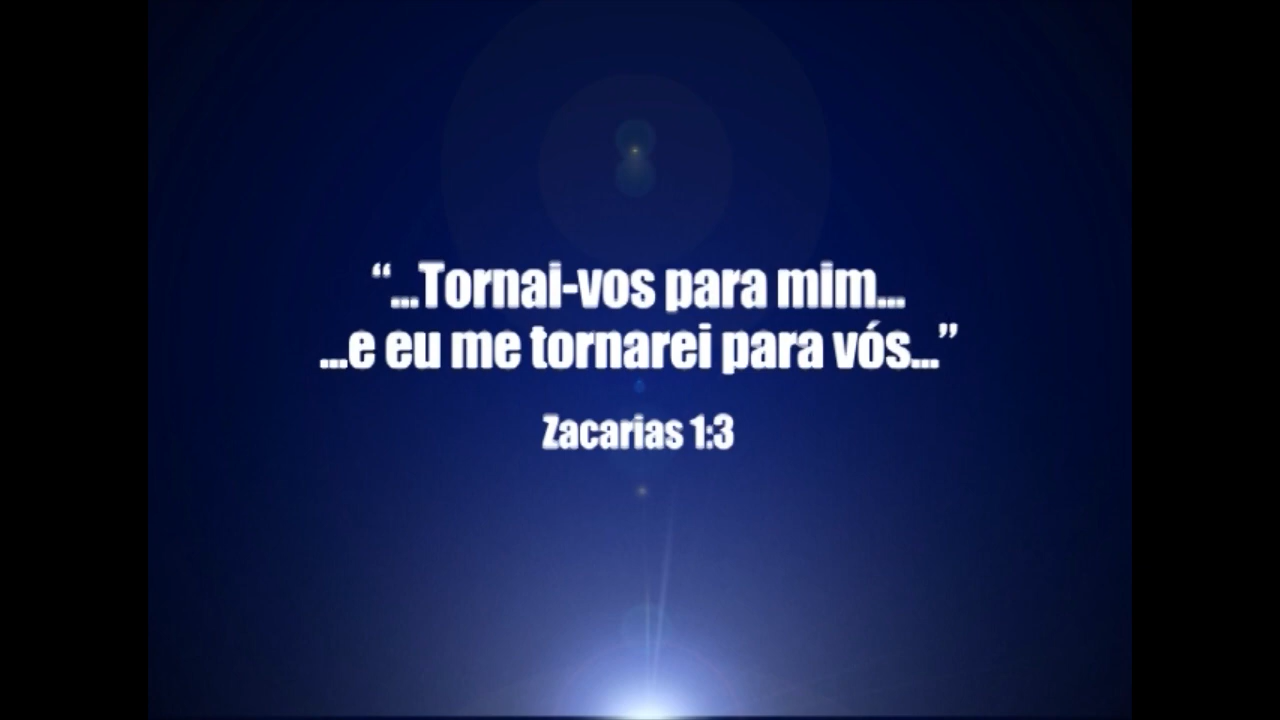 “...Tornai-vos para mim...
...e eu me tornarei para vós...”
Zacarias 1:3